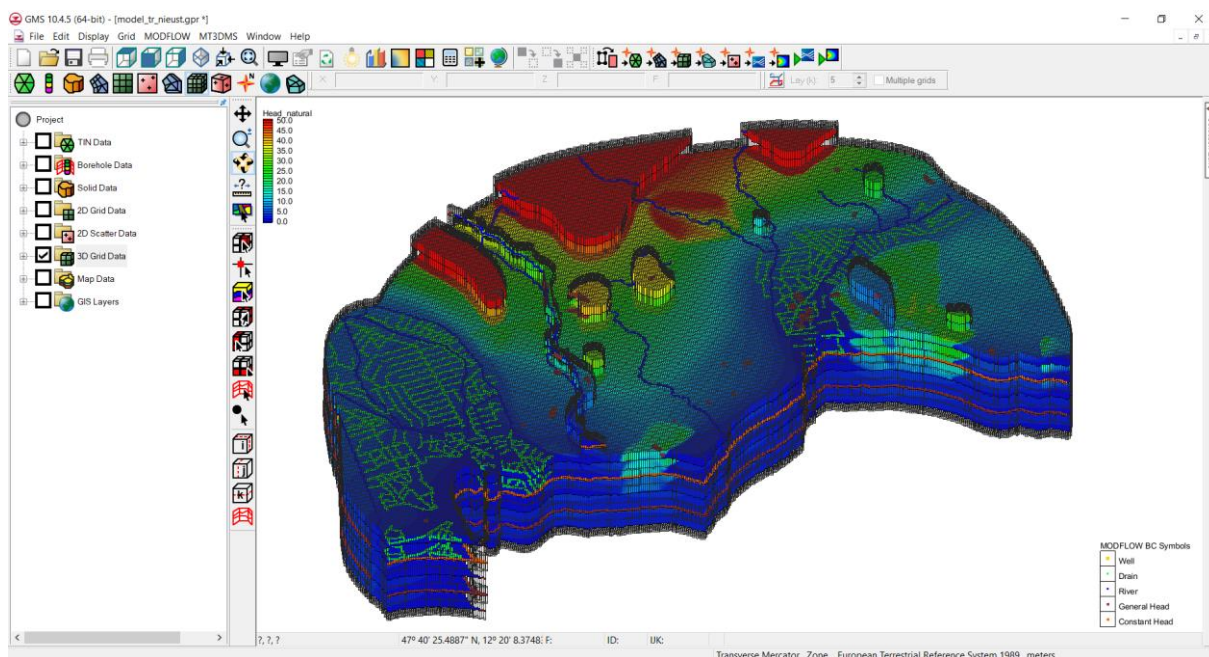 GMS 10.4.5 (64-bit) - [model_tr_nieust.gpr *]
File Edit Display Grid MODFLOW MT3DMS Window Help
X: Y: Z: F: Lay (k): 5 Multiple grids
Project
TIN Data
Borehole Data
Solid Data
2D Grid Data
2D Scatter Data
3D Grid Data
Map Data
GIS Layers
Head_natural
50.0
45.0
40.0
35.0
30.0
25.0
20.0
15.0
10.0
5.0
0.0
MODFLOW BC Symbols
Well
Drain
River
General Head
Constant Head
?, ?, ? 47º 40' 25.4887" N, 12º 20' 8.3748: F: ID: IJK:
Transverse Mercator, Zone, European Terrestrial Reference System 1989, meters